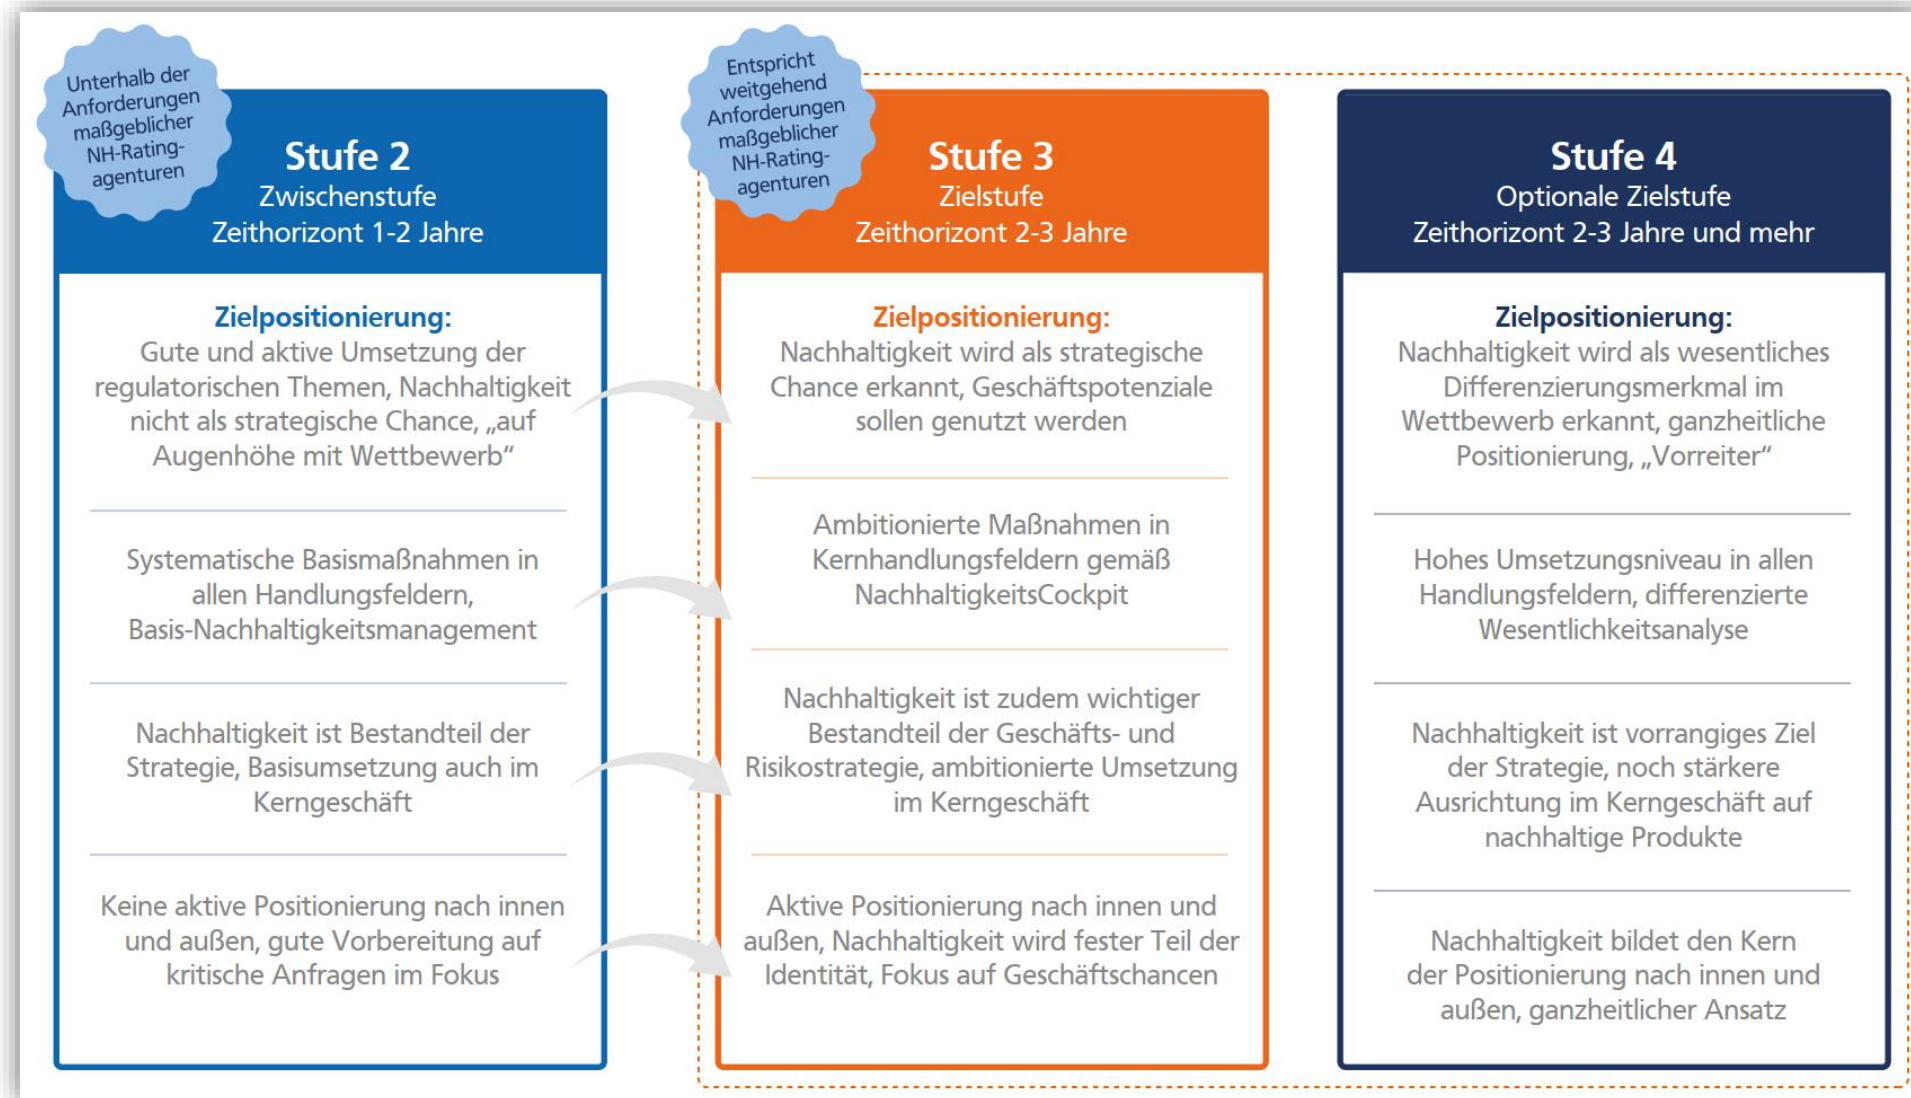 Unterhalb der
Anforderungen
maßgeblicher
NH-Rating-
agenturen
Stufe 2
Zwischenstufe
Zeithorizont 1-2 Jahre
Zielpositionierung:
Gute und aktive Umsetzung der
regulatorischen Themen, Nachhaltigkeit
nicht als strategische Chance, „auf
Augenhöhe mit Wettbewerb“
Systematische Basismaßnahmen in
allen Handlungsfeldern,
Basis-Nachhaltigkeitsmanagement
Nachhaltigkeit ist Bestandteil der
Strategie, Basisumsetzung auch im
Kerngeschäft
Keine aktive Positionierung nach innen
und außen, gute Vorbereitung auf
kritische Anfragen im Fokus
Entspricht
weitgehend
Anforderungen
maßgeblicher
NH-Rating-
agenturen
Stufe 3
Zielstufe
Zeithorizont 2-3 Jahre
Zielpositionierung:
Nachhaltigkeit wird als strategische
Chance erkannt, Geschäftspotenziale
sollen genutzt werden
Ambitionierte Maßnahmen in
Kernhandlungsfeldern gemäß
NachhaltigkeitsCockpit
Nachhaltigkeit ist zudem wichtiger
Bestandteil der Geschäfts- und
Risikostrategie, ambitionierte Umsetzung
im Kerngeschäft
Aktive Positionierung nach innen und
außen, Nachhaltigkeit wird fester Teil der
Identität, Fokus auf Geschäftschancen
Stufe 4
Optionale Zielstufe
Zeithorizont 2-3 Jahre und mehr
Zielpositionierung:
Nachhaltigkeit wird als wesentliches
Differenzierungsmerkmal im
Wettbewerb erkannt, ganzheitliche
Positionierung, „Vorreiter“
Hohes Umsetzungsniveau in allen
Handlungsfeldern, differenzierte
Wesentlichkeitsanalyse
Nachhaltigkeit ist vorrangiges Ziel
der Strategie, noch stärkere
Ausrichtung im Kerngeschäft auf
nachhaltige Produkte
Nachhaltigkeit bildet den Kern
der Positionierung nach innen und
außen, ganzheitlicher Ansatz